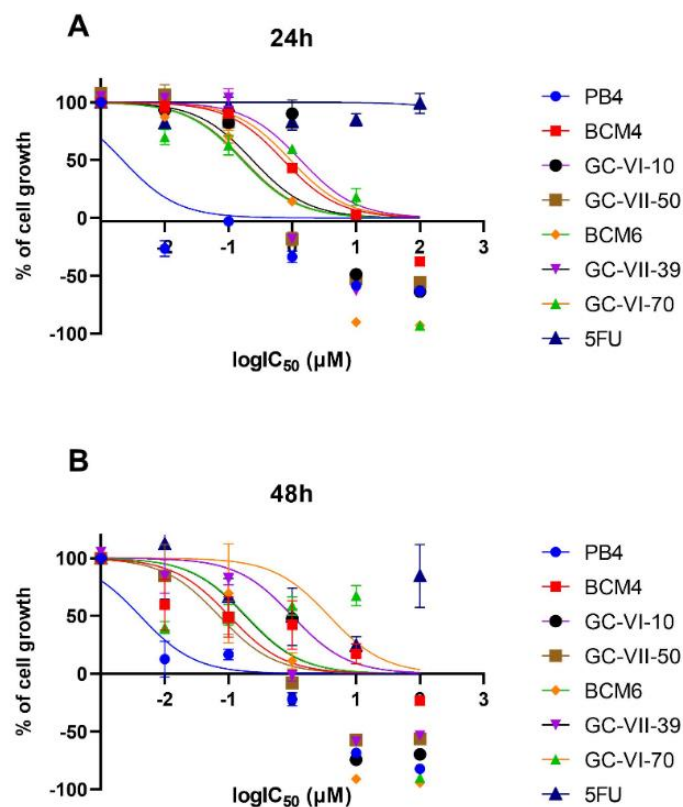 A
24h
% of cell growth
100
50
0
-50
-100
-2
-1
0
1
2
3
logIC50 (µM)
PB4
BCM4
GC-VI-10
GC-VII-50
BCM6
GC-VII-39
GC-VI-70
5FU
B
48h
% of cell growth
100
50
0
-50
-100
-2
-1
0
1
2
3
logIC50 (µM)
PB4
BCM4
GC-VI-10
GC-VII-50
BCM6
GC-VII-39
GC-VI-70
5FU